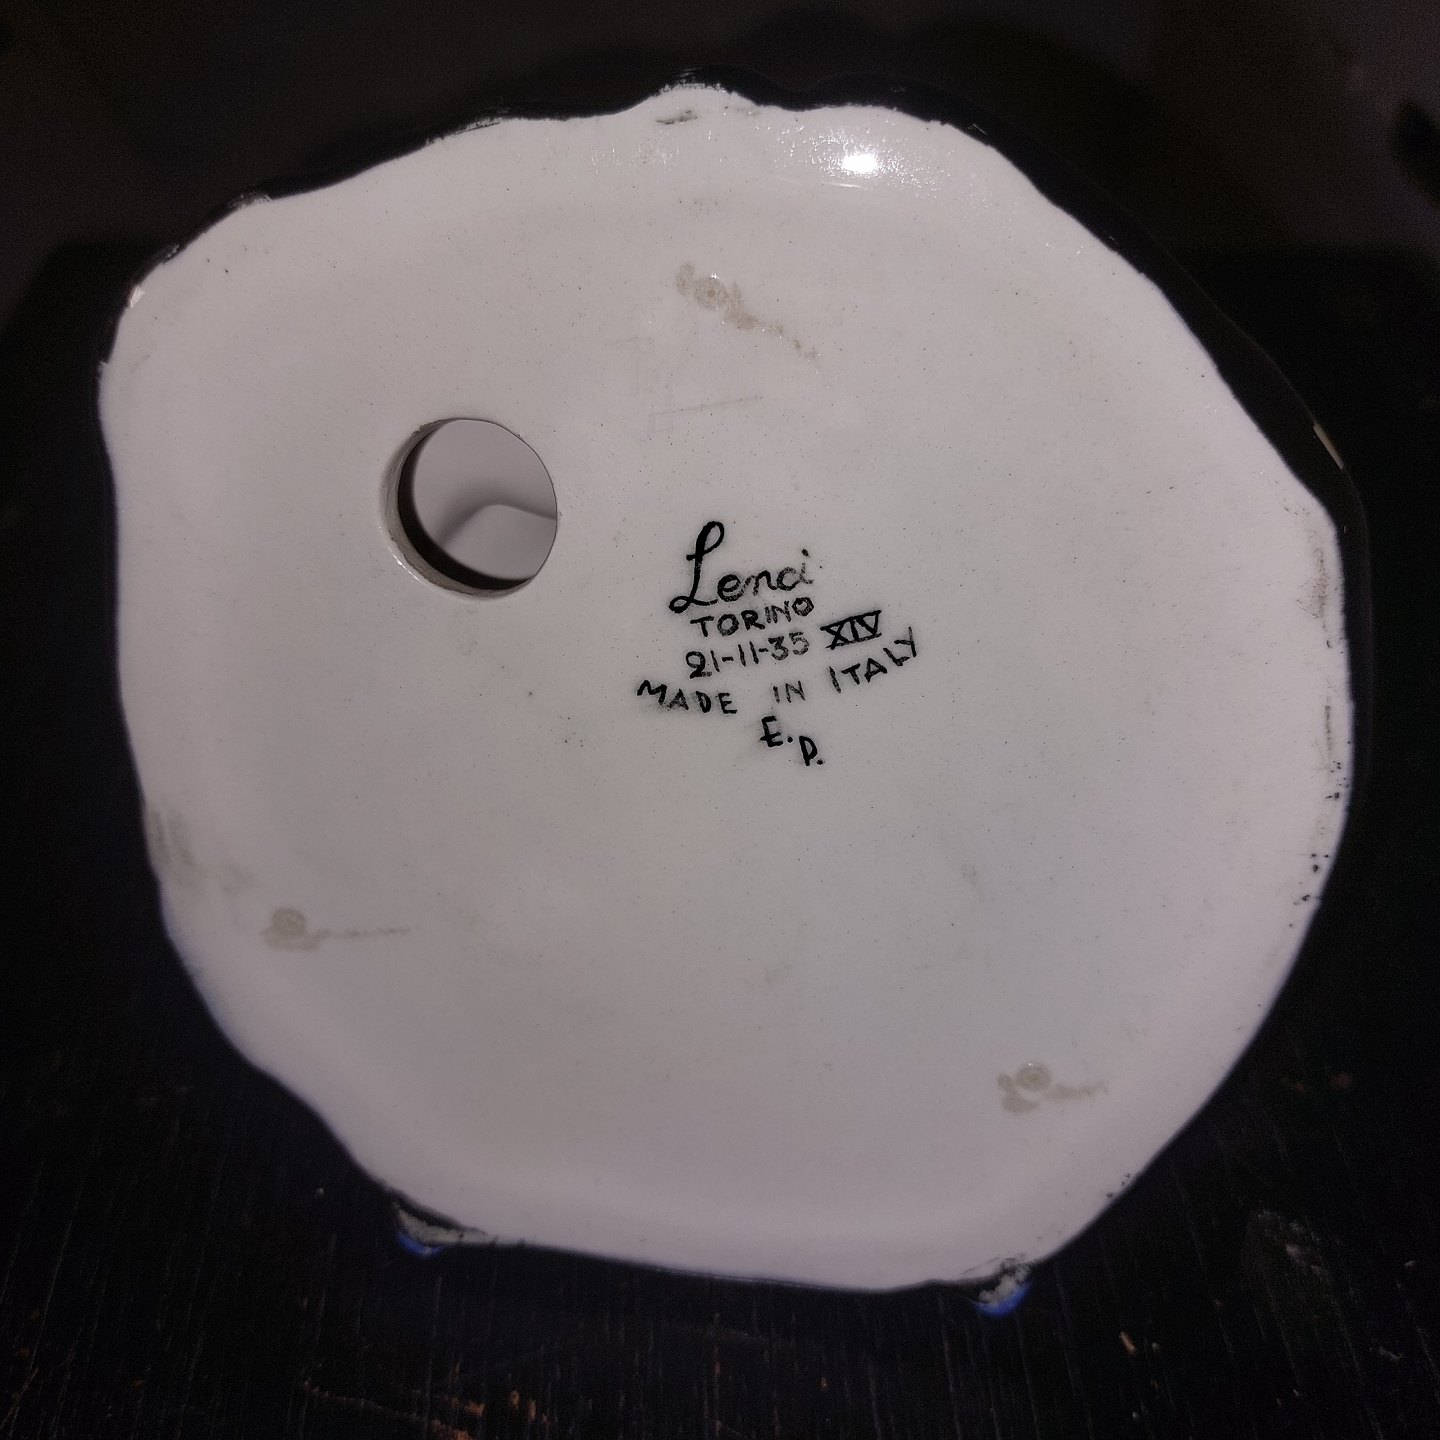 Lenci
TORINO
21-11-35 XIV
MADE IN ITALY
E.P.